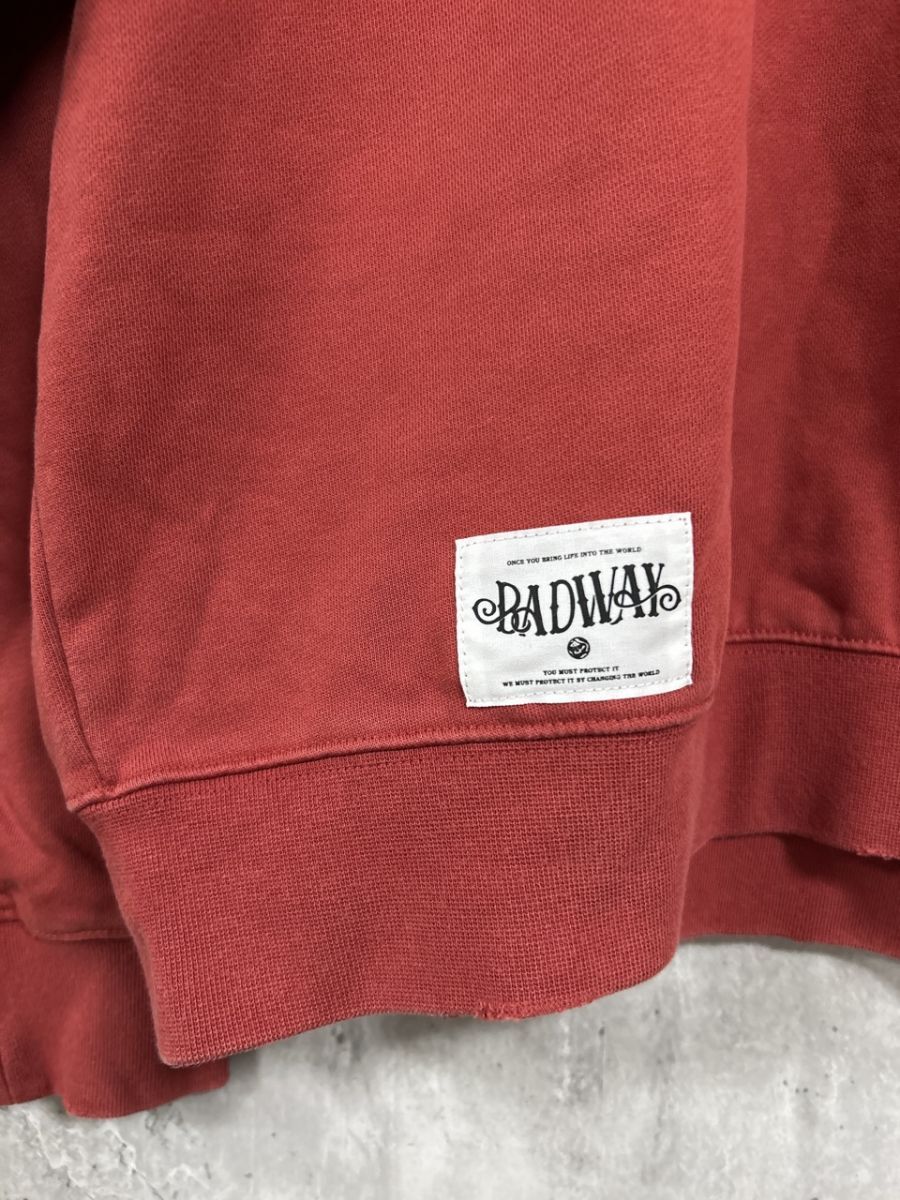 ONCE YOU BRING LIFE INTO THE WORLD
BADWAY
YOU MUST PROTECT IT
WE MUST PROTECT IT BY CHANGING THE WORLD